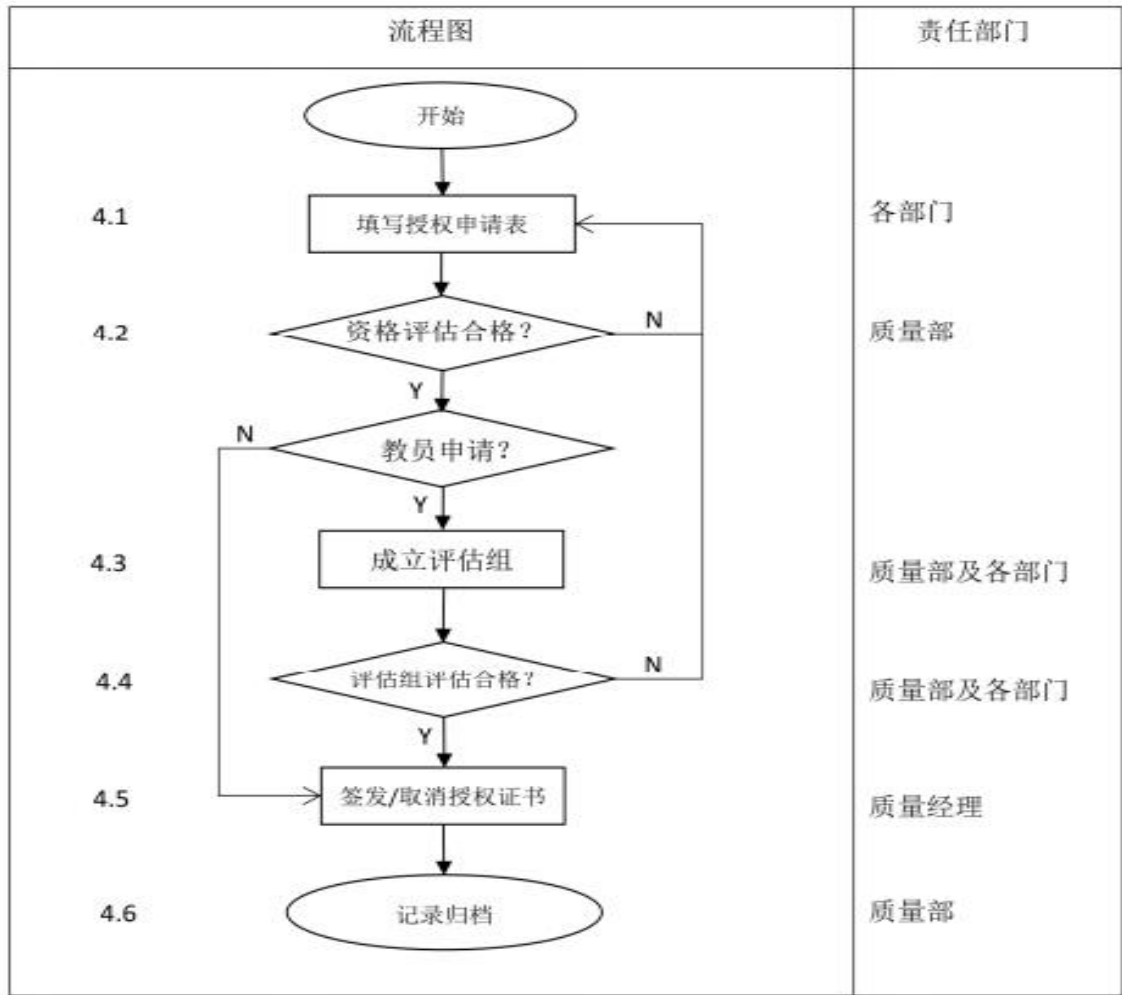 流程图
责任部门
开始
4.1
填写授权申请表
各部门
4.2
资格评估合格？
N
质量部
Y
N
教员申请？
Y
4.3
成立评估组
质量部及各部门
4.4
评估组评估合格？
N
质量部及各部门
Y
4.5
签发/取消授权证书
质量经理
4.6
记录归档
质量部